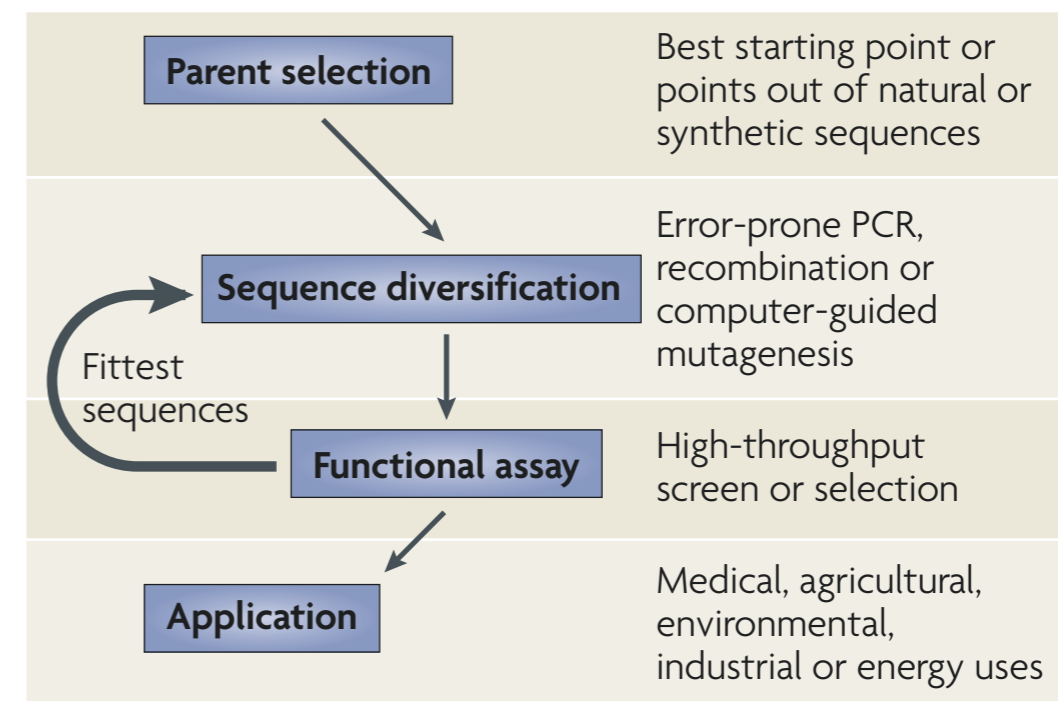 Parent selection
Best starting point or
points out of natural or
synthetic sequences
Sequence diversification
Error-prone PCR,
recombination or
computer-guided
mutagenesis
Fittest
sequences
Functional assay
High-throughput
screen or selection
Application
Medical, agricultural,
environmental,
industrial or energy uses